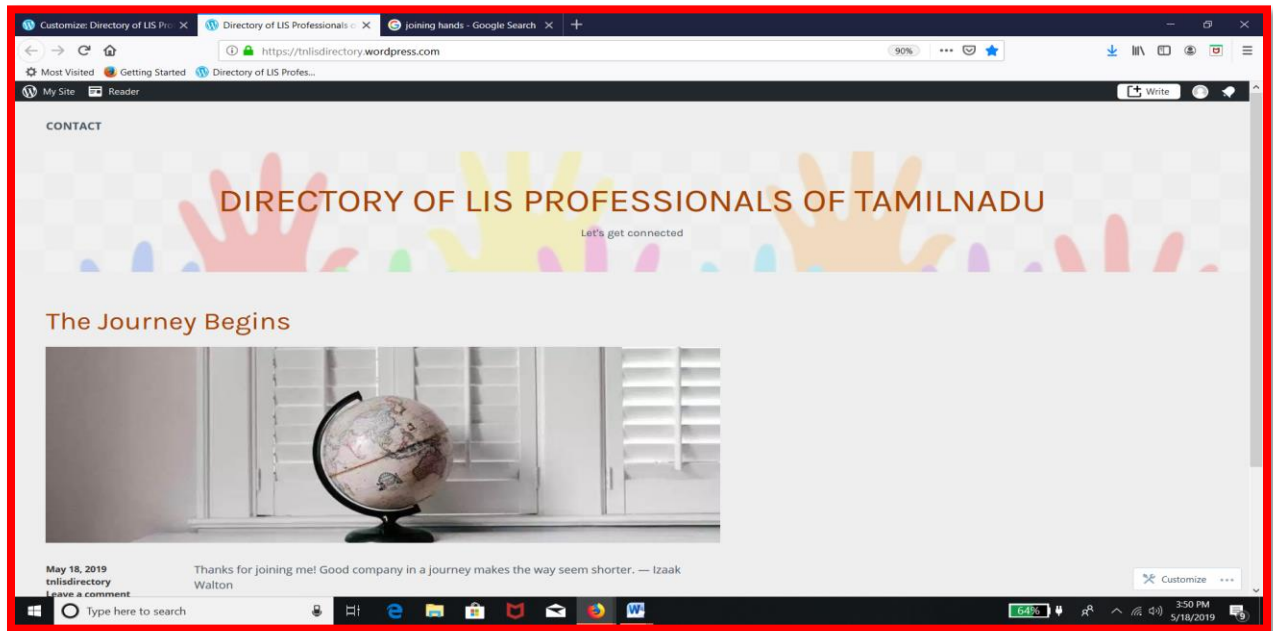 Customize: Directory of LIS Pro
Directory of LIS Professionals o
joining hands - Google Search
https://tnlisdirectory.wordpress.com
90%
Most Visited
Getting Started
Directory of LIS Profes...
My Site
Reader
Write
CONTACT
DIRECTORY OF LIS PROFESSIONALS OF TAMILNADU
Let's get connected
The Journey Begins
May 18, 2019
tnlisdirectory
Leave a comment
Thanks for joining me! Good company in a journey makes the way seem shorter. — Izaak
Walton
Customize
Type here to search
64%
3:50 PM
5/18/2019